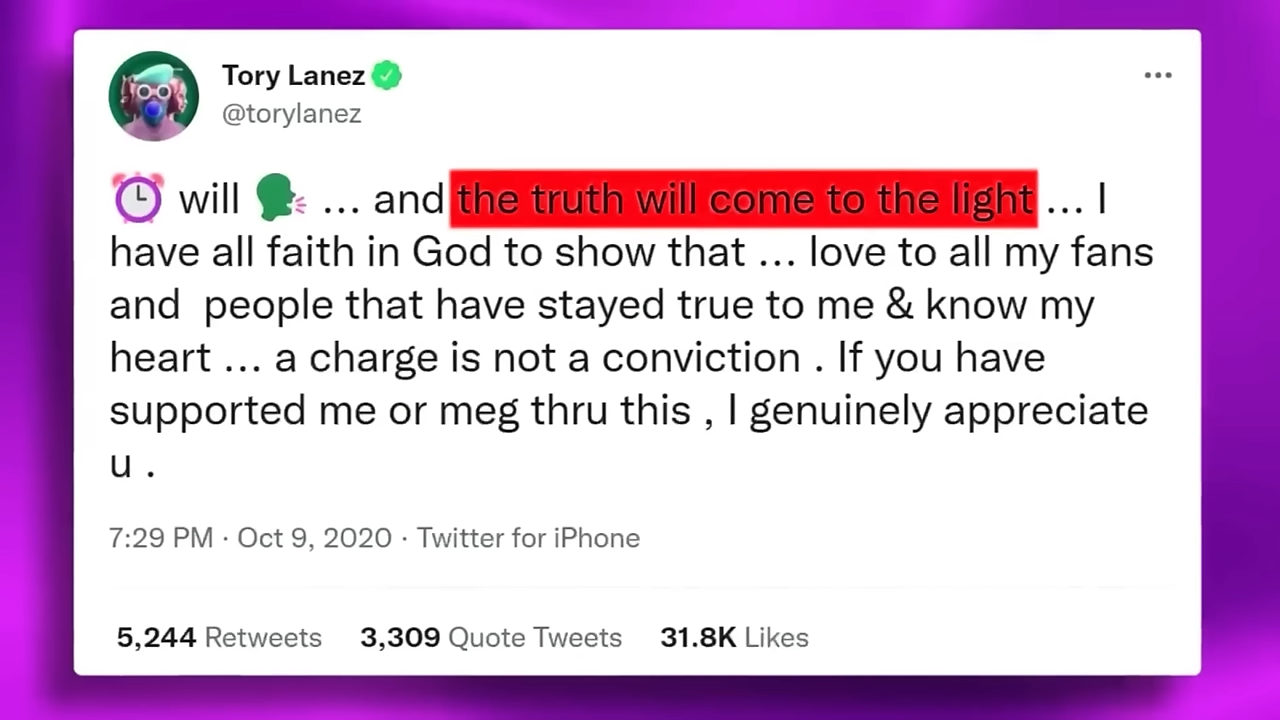 Tory Lanez
@torylanez
⏰ will 🗣 ... and the truth will come to the light ... I
have all faith in God to show that ... love to all my fans
and  people that have stayed true to me & know my
heart ... a charge is not a conviction . If you have
supported me or meg thru this , I genuinely appreciate
u .
7:29 PM · Oct 9, 2020 · Twitter for iPhone
5,244 Retweets 3,309 Quote Tweets 31.8K Likes